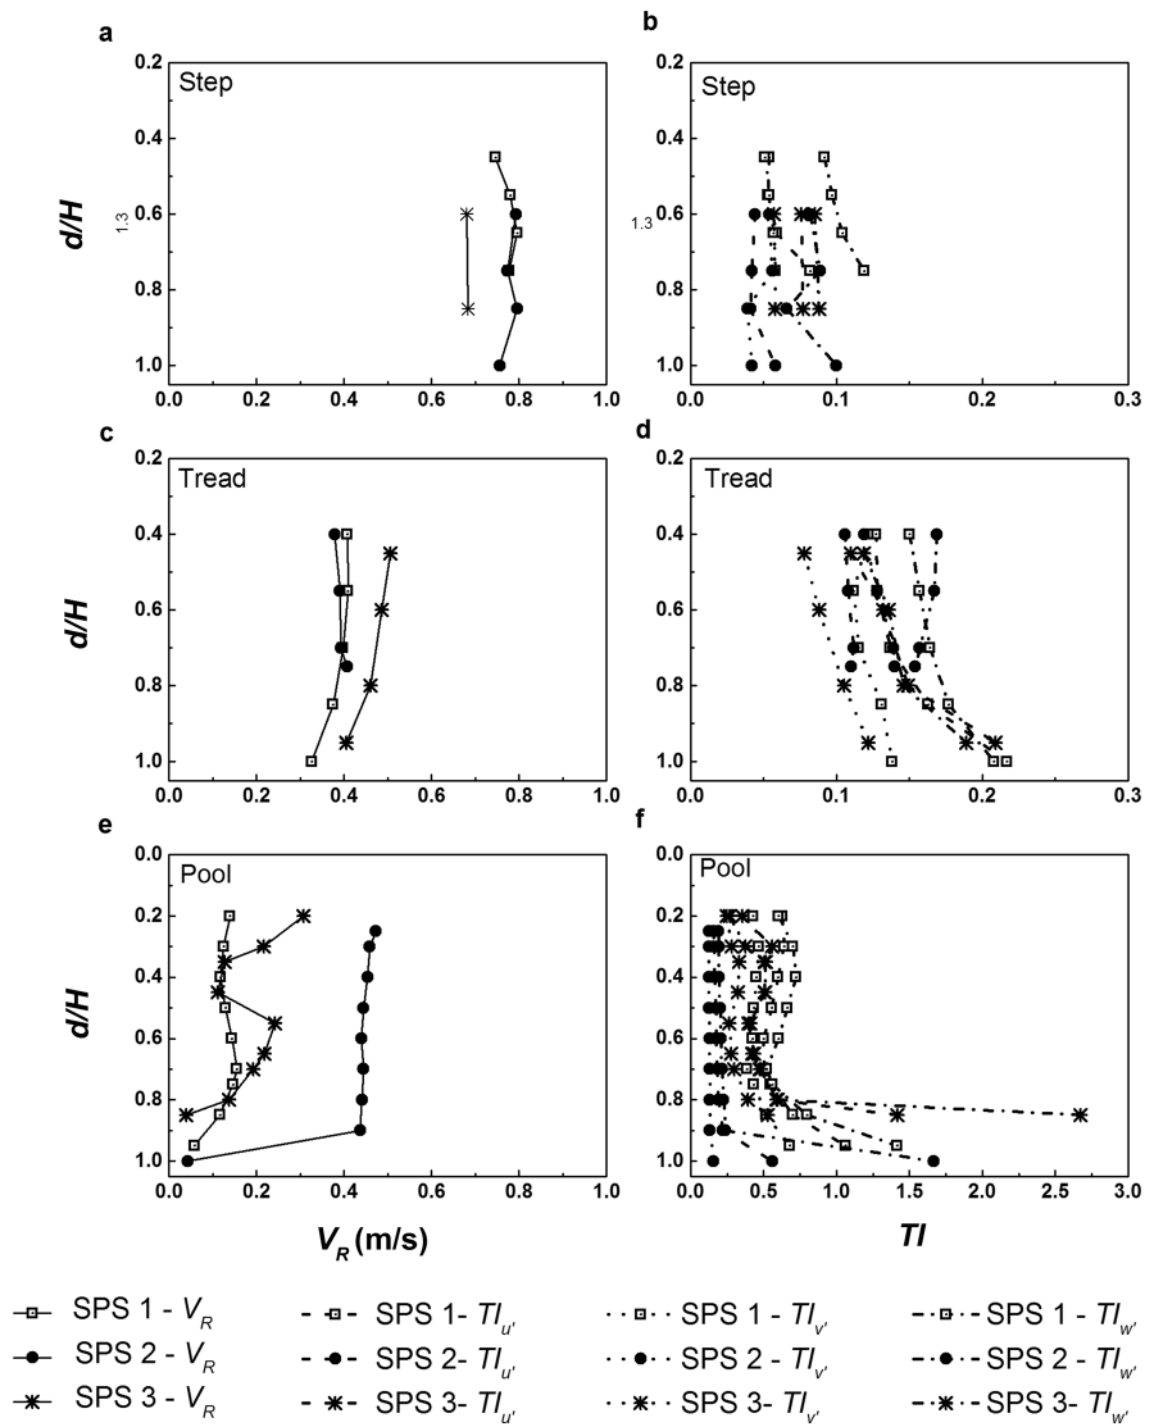 a
b
0.2
0.4
0.6
0.8
1.0
d/H
1.3
Step
0.0 0.2 0.4 0.6 0.8 1.0
0.2
0.4
0.6
0.8
1.0
1.3
Step
0.0 0.1 0.2 0.3
c
d
0.2
0.4
0.6
0.8
1.0
d/H
Tread
0.0 0.2 0.4 0.6 0.8 1.0
0.2
0.4
0.6
0.8
1.0
Tread
0.0 0.1 0.2 0.3
e
f
0.0
0.2
0.4
0.6
0.8
1.0
d/H
Pool
0.0 0.2 0.4 0.6 0.8 1.0
V_R (m/s)
0.0
0.2
0.4
0.6
0.8
1.0
Pool
0.0 0.5 1.0 1.5 2.0 2.5 3.0
TI
SPS 1 - V_R SPS 1- TI_u' SPS 1 - TI_v' SPS 1 - TI_w'
SPS 2 - V_R SPS 2- TI_u' SPS 2 - TI_v' SPS 2 - TI_w'
SPS 3 - V_R SPS 3- TI_u' SPS 3 - TI_v' SPS 3- TI_w'